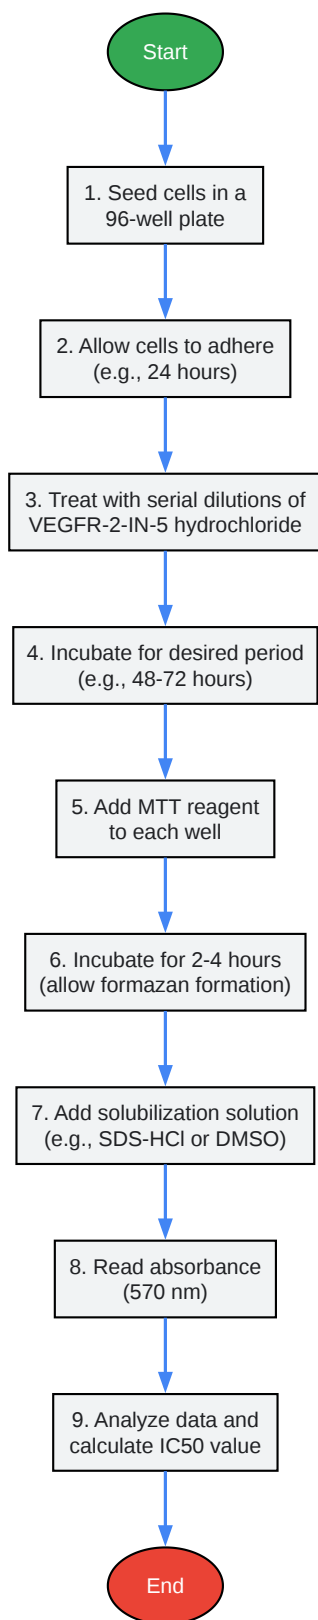 Start
1. Seed cells in a
96-well plate
2. Allow cells to adhere
(e.g., 24 hours)
3. Treat with serial dilutions of
VEGFR-2-IN-5 hydrochloride
4. Incubate for desired period
(e.g., 48-72 hours)
5. Add MTT reagent
to each well
6. Incubate for 2-4 hours
(allow formazan formation)
7. Add solubilization solution
(e.g., SDS-HCl or DMSO)
8. Read absorbance
(570 nm)
9. Analyze data and
calculate IC50 value
End